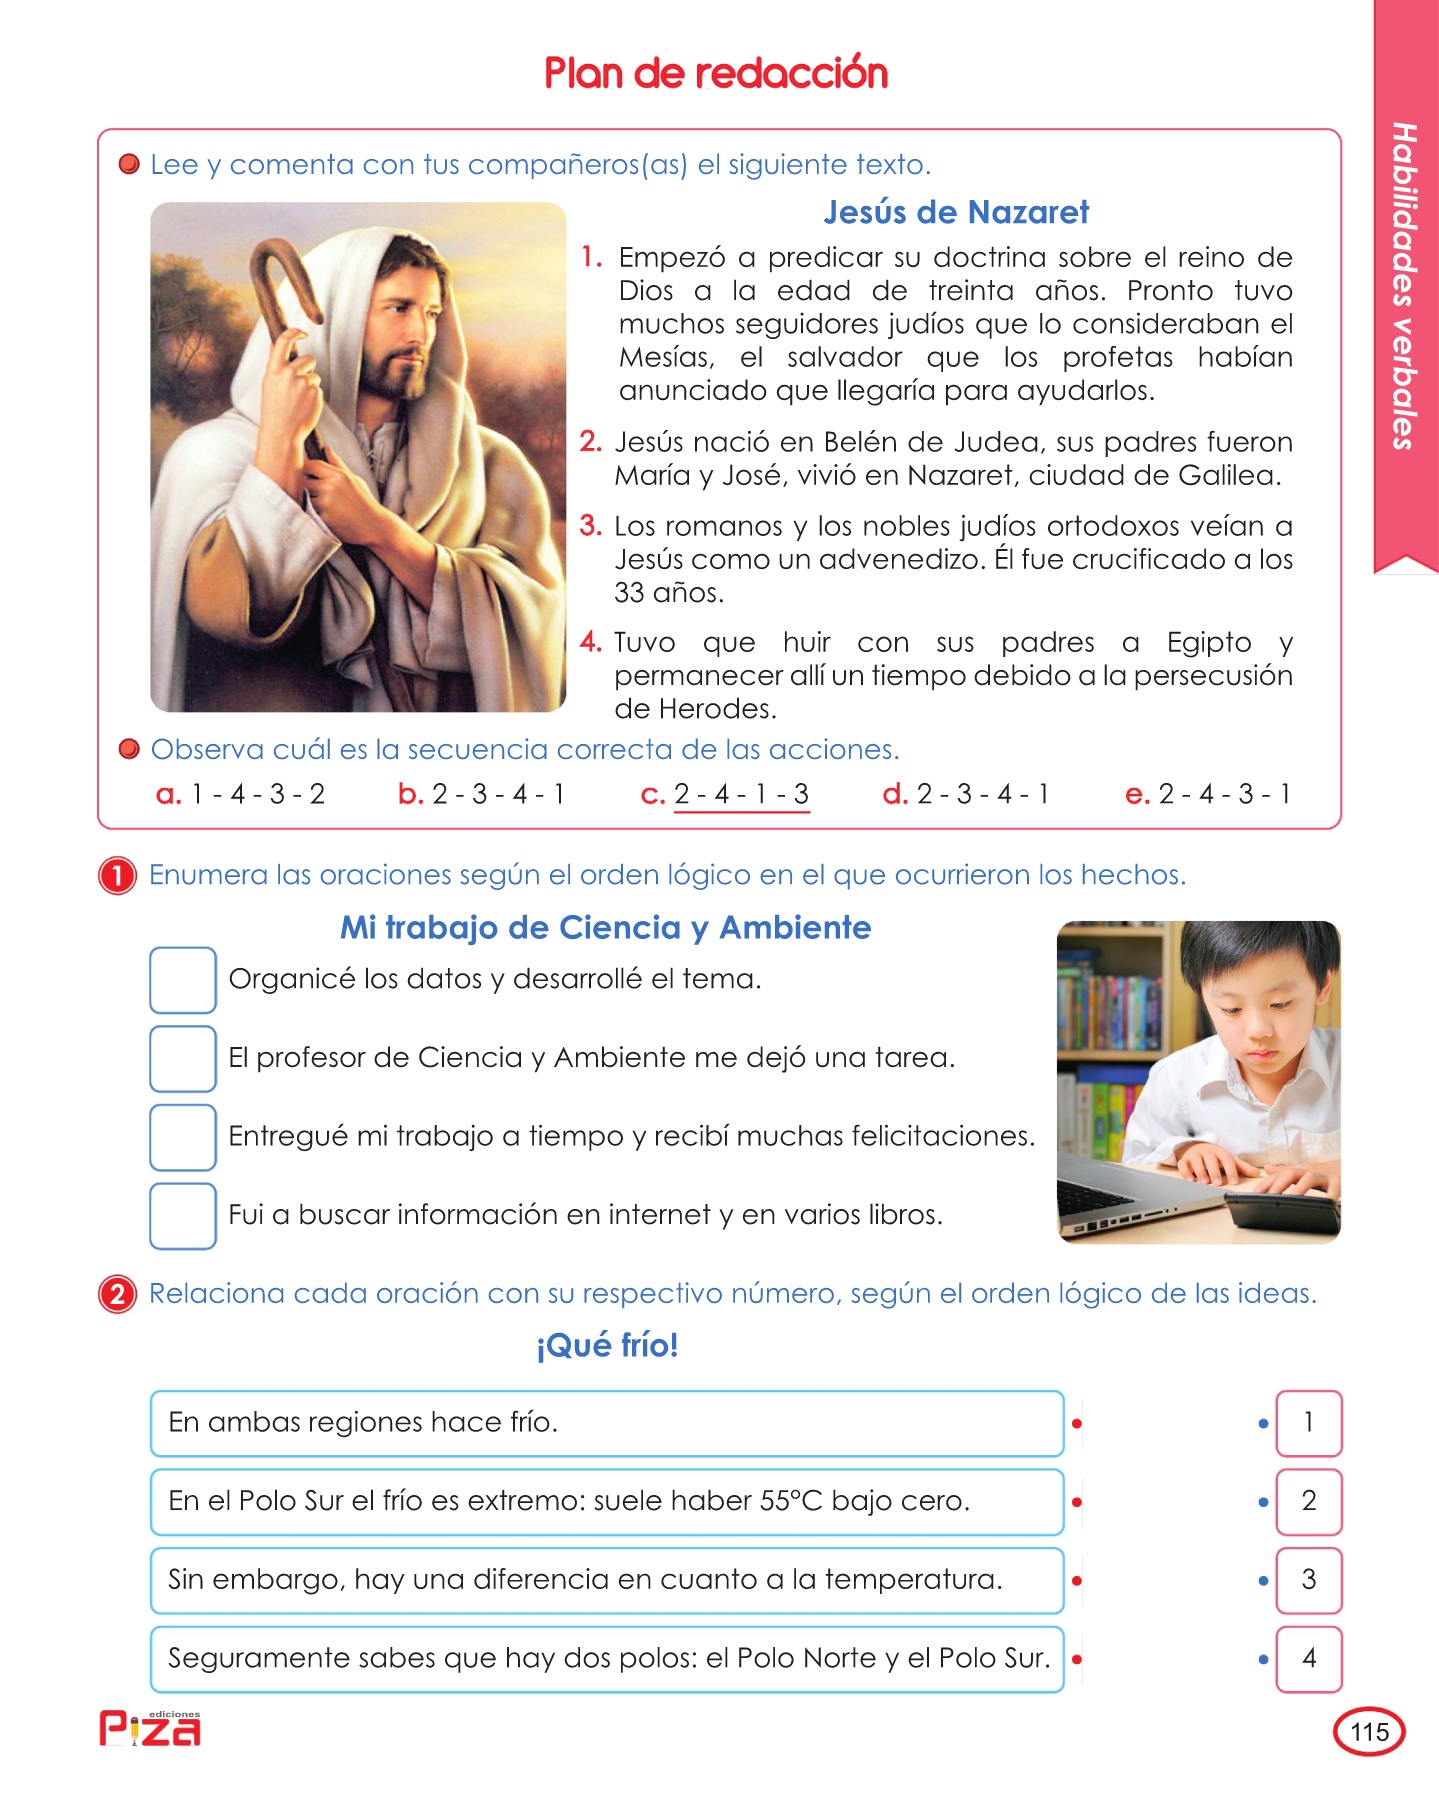 Plan de redacción
Habilidades verbales
Lee y comenta con tus compañeros(as) el siguiente texto.
Jesús de Nazaret
1. Empezó a predicar su doctrina sobre el reino de
Dios a la edad de treinta años. Pronto tuvo
muchos seguidores judíos que lo consideraban el
Mesías, el salvador que los profetas habían
anunciado que llegaría para ayudarlos.
2. Jesús nació en Belén de Judea, sus padres fueron
María y José, vivió en Nazaret, ciudad de Galilea.
3. Los romanos y los nobles judíos ortodoxos veían a
Jesús como un advenedizo. Él fue crucificado a los
33 años.
4. Tuvo que huir con sus padres a Egipto y
permanecer allí un tiempo debido a la persecusión
de Herodes.
Observa cuál es la secuencia correcta de las acciones.
a. 1 - 4 - 3 - 2 b. 2 - 3 - 4 - 1 c. 2 - 4 - 1 - 3 d. 2 - 3 - 4 - 1 e. 2 - 4 - 3 - 1
1 Enumera las oraciones según el orden lógico en el que ocurrieron los hechos.
Mi trabajo de Ciencia y Ambiente
Organicé los datos y desarrollé el tema.
El profesor de Ciencia y Ambiente me dejó una tarea.
Entregué mi trabajo a tiempo y recibí muchas felicitaciones.
Fui a buscar información en internet y en varios libros.
2 Relaciona cada oración con su respectivo número, según el orden lógico de las ideas.
¡Qué frío!
En ambas regiones hace frío. 1
En el Polo Sur el frío es extremo: suele haber 55°C bajo cero. 2
Sin embargo, hay una diferencia en cuanto a la temperatura. 3
Seguramente sabes que hay dos polos: el Polo Norte y el Polo Sur. 4
ediciones
Piza
115